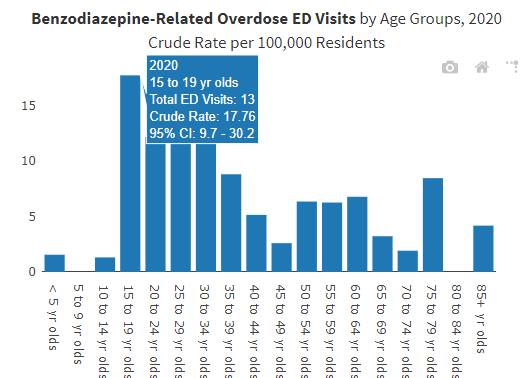 Benzodiazepine-Related Overdose ED Visits by Age Groups, 2020
Crude Rate per 100,000 Residents
2020
15 to 19 yr olds
Total ED Visits: 13
Crude Rate: 17.76
95% CI: 9.7 - 30.2
15
10
5
0
< 5 yr olds
5 to 9 yr olds
10 to 14 yr olds
15 to 19 yr olds
20 to 24 yr olds
25 to 29 yr olds
30 to 34 yr olds
35 to 39 yr olds
40 to 44 yr olds
45 to 49 yr olds
50 to 54 yr olds
55 to 59 yr olds
60 to 64 yr olds
65 to 69 yr olds
70 to 74 yr olds
75 to 79 yr olds
80 to 84 yr olds
85+ yr olds